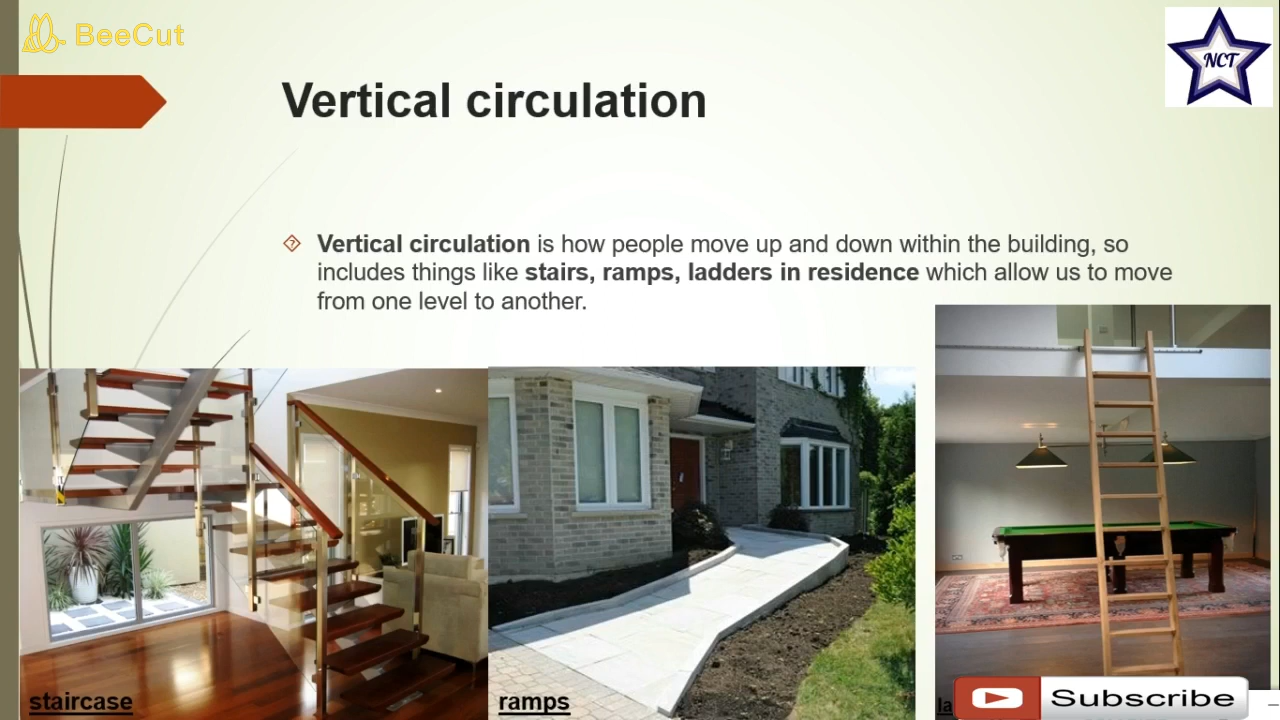 BeeCut
NCT
Vertical circulation
Vertical circulation is how people move up and down within the building, so
includes things like stairs, ramps, ladders in residence which allow us to move
from one level to another.
staircase
ramps
Subscribe